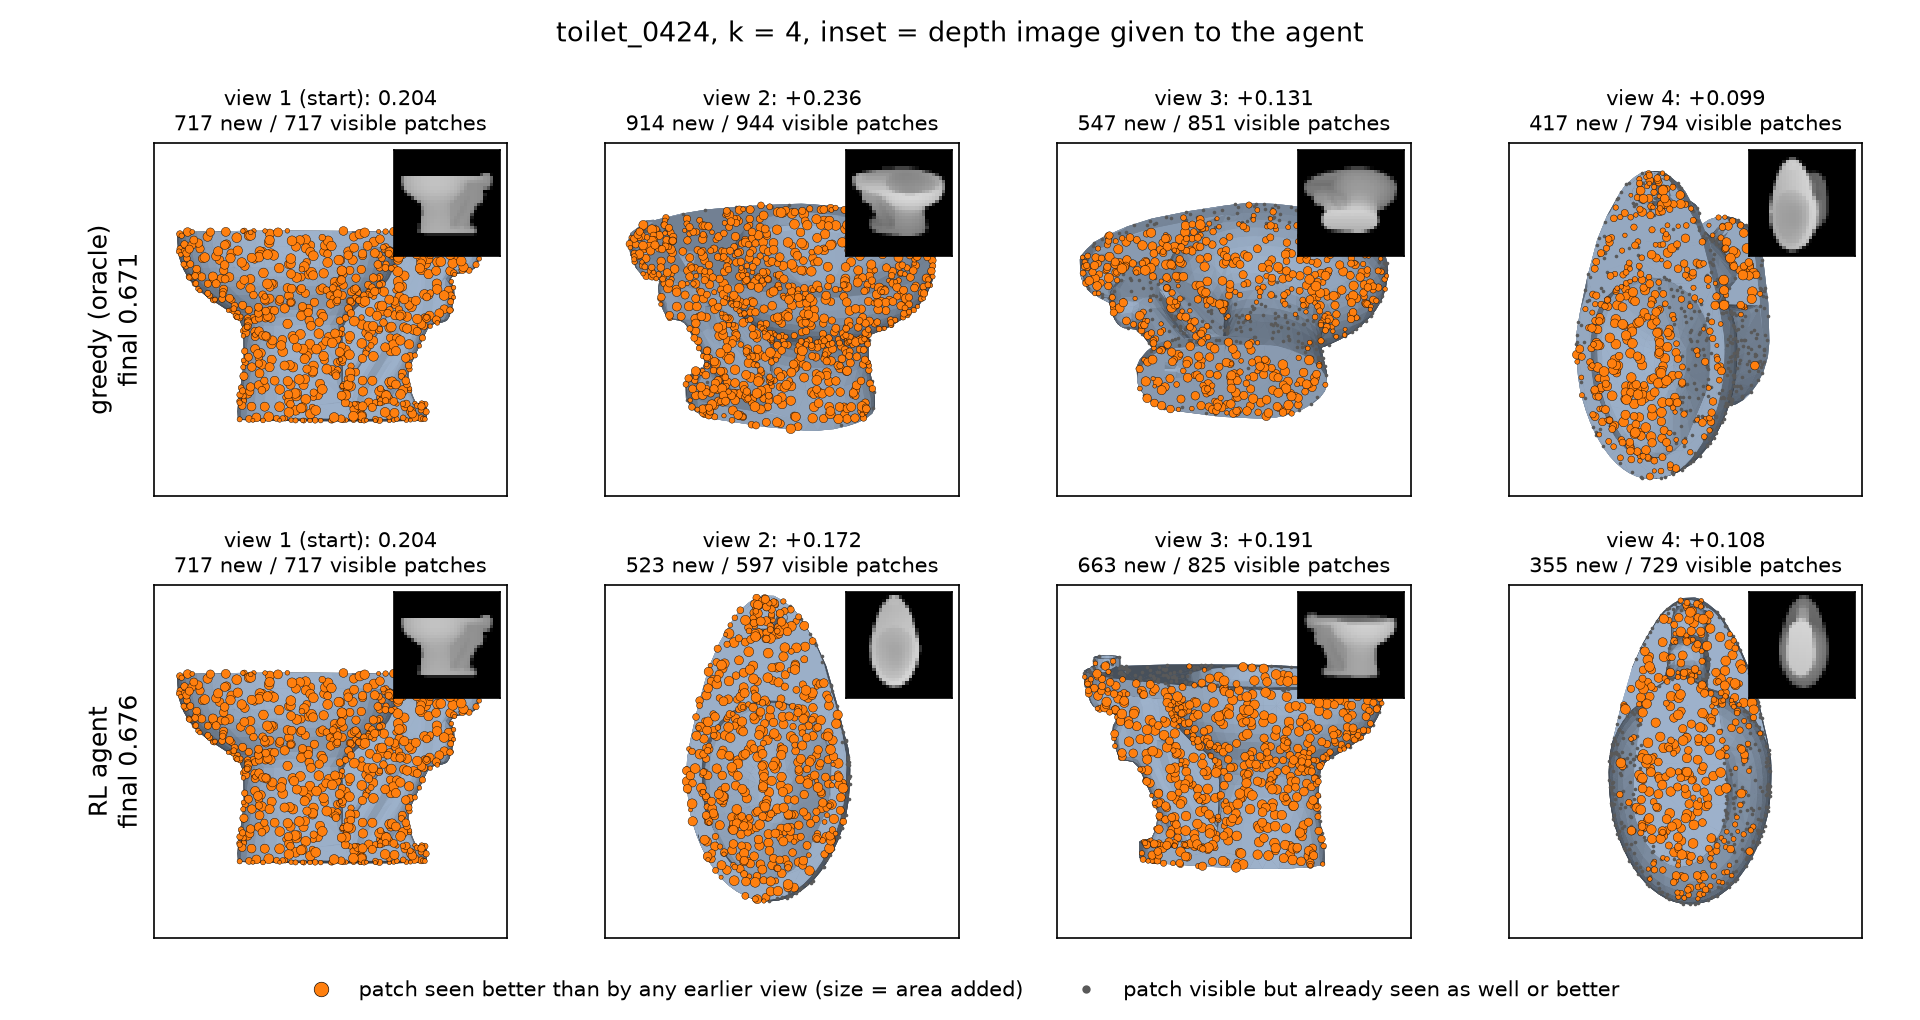 toilet_0424, k = 4, inset = depth image given to the agent
view 1 (start): 0.204
717 new / 717 visible patches
view 2: +0.236
914 new / 944 visible patches
view 3: +0.131
547 new / 851 visible patches
view 4: +0.099
417 new / 794 visible patches
greedy (oracle)
final 0.671
view 1 (start): 0.204
717 new / 717 visible patches
view 2: +0.172
523 new / 597 visible patches
view 3: +0.191
663 new / 825 visible patches
view 4: +0.108
355 new / 729 visible patches
RL agent
final 0.676
patch seen better than by any earlier view (size = area added)
patch visible but already seen as well or better